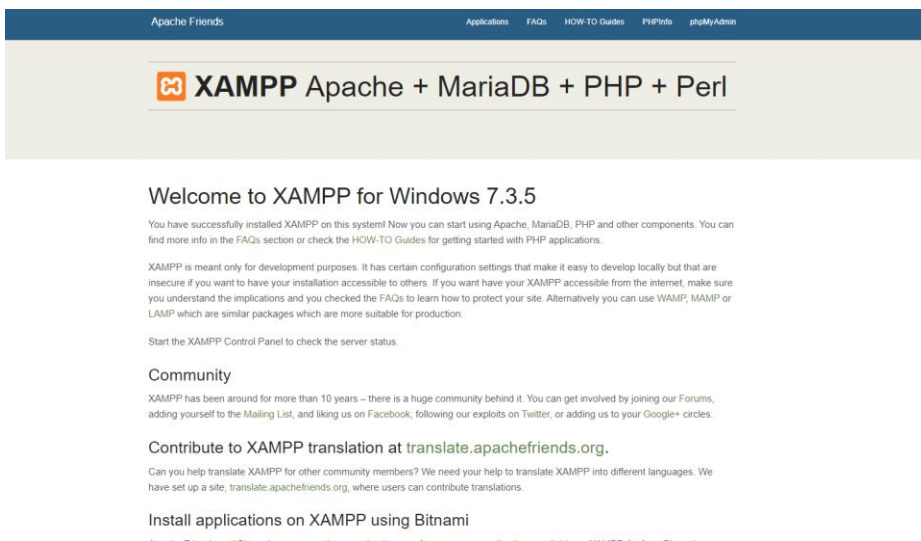 Apache Friends
Applications FAQs HOW-TO Guides PHPInfo phpMyAdmin
XAMPP Apache + MariaDB + PHP + Perl
Welcome to XAMPP for Windows 7.3.5
You have successfully installed XAMPP on this system! Now you can start using Apache, MariaDB, PHP and other components. You can
find more info in the FAQs section or check the HOW-TO Guides for getting started with PHP applications.
XAMPP is meant only for development purposes. It has certain configuration settings that make it easy to develop locally but that are
insecure if you want to have your installation accessible to others. If you want have your XAMPP accessible from the internet, make sure
you understand the implications and you checked the FAQs to learn how to protect your site. Alternatively you can use WAMP, MAMP or
LAMP which are similar packages which are more suitable for production.
Start the XAMPP Control Panel to check the server status.
Community
XAMPP has been around for more than 10 years – there is a huge community behind it. You can get involved by joining our Forums,
adding yourself to the Mailing List, and liking us on Facebook, following our exploits on Twitter, or adding us to your Google+ circles.
Contribute to XAMPP translation at translate.apachefriends.org.
Can you help translate XAMPP for other community members? We need your help to translate XAMPP into different languages. We
have set up a site, translate.apachefriends.org, where users can contribute translations.
Install applications on XAMPP using Bitnami